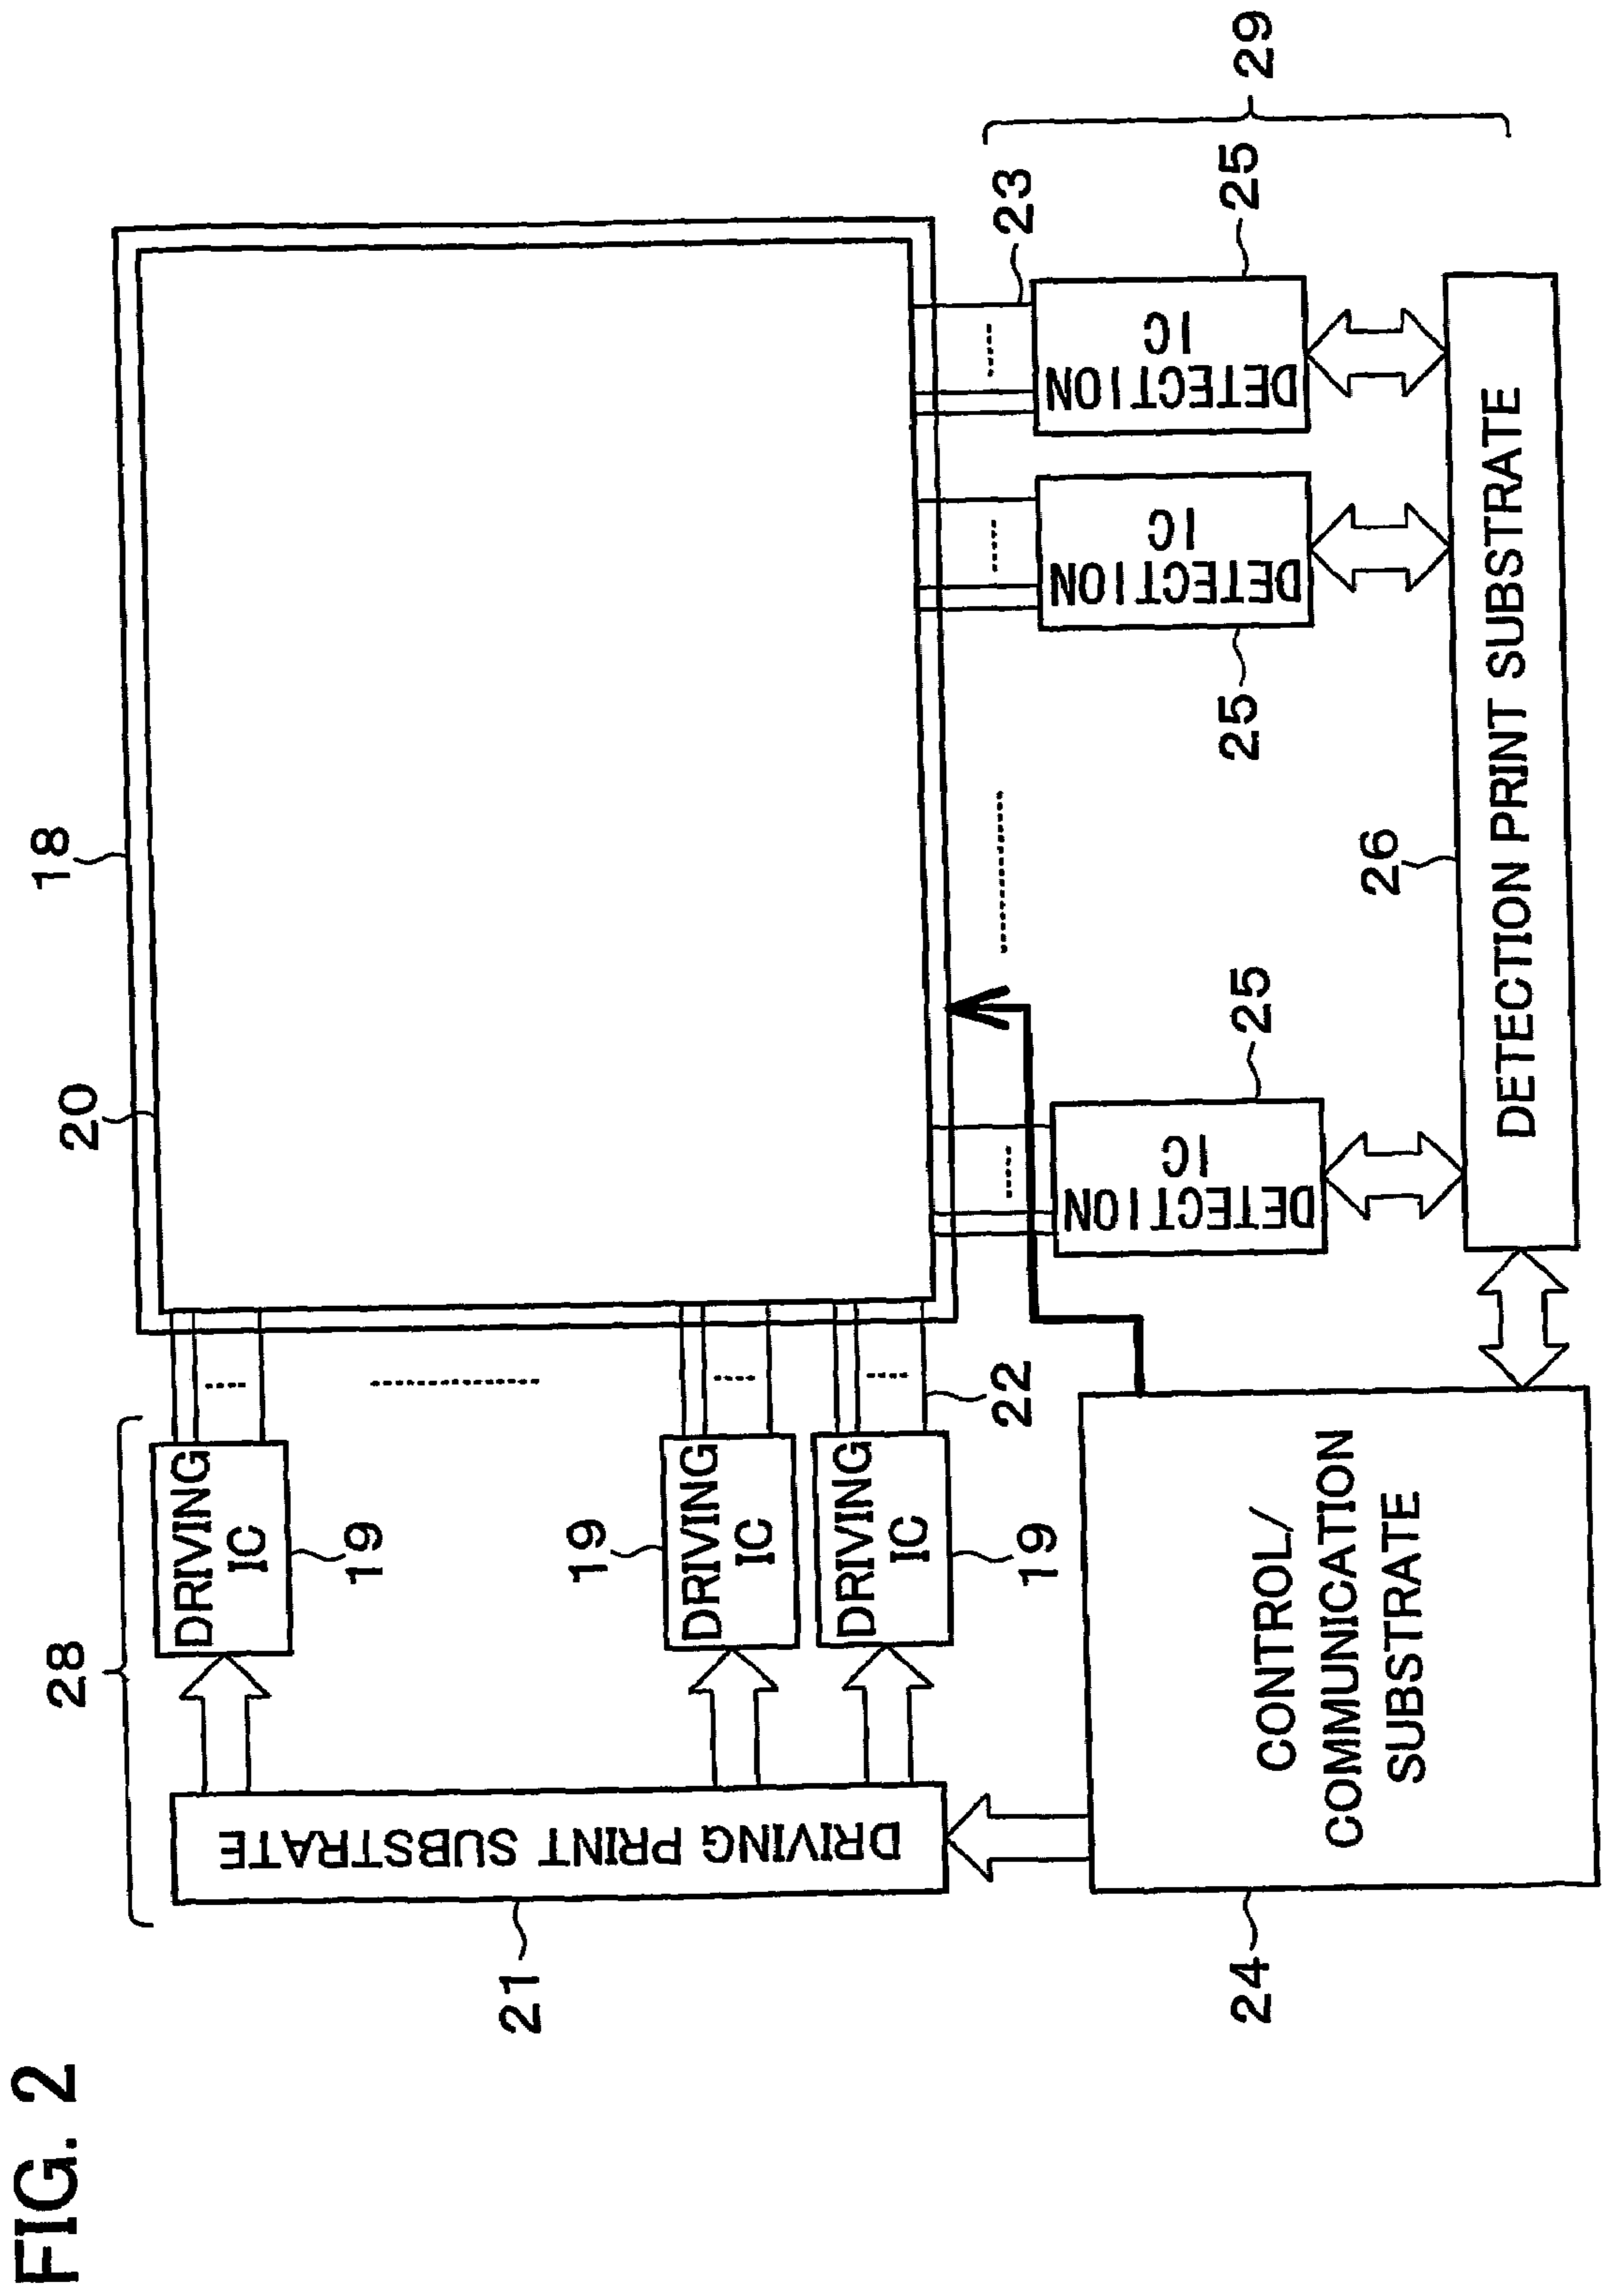 FIG. 2
28
29
18
20
23
25
25
25
26
22
DRIVING
IC
19
DRIVING
IC
19
DRIVING
IC
19
DRIVING PRINT SUBSTRATE
21
DETECTION
IC
DETECTION
IC
DETECTION
IC
DETECTION PRINT SUBSTRATE
CONTROL/
COMMUNICATION
SUBSTRATE
24